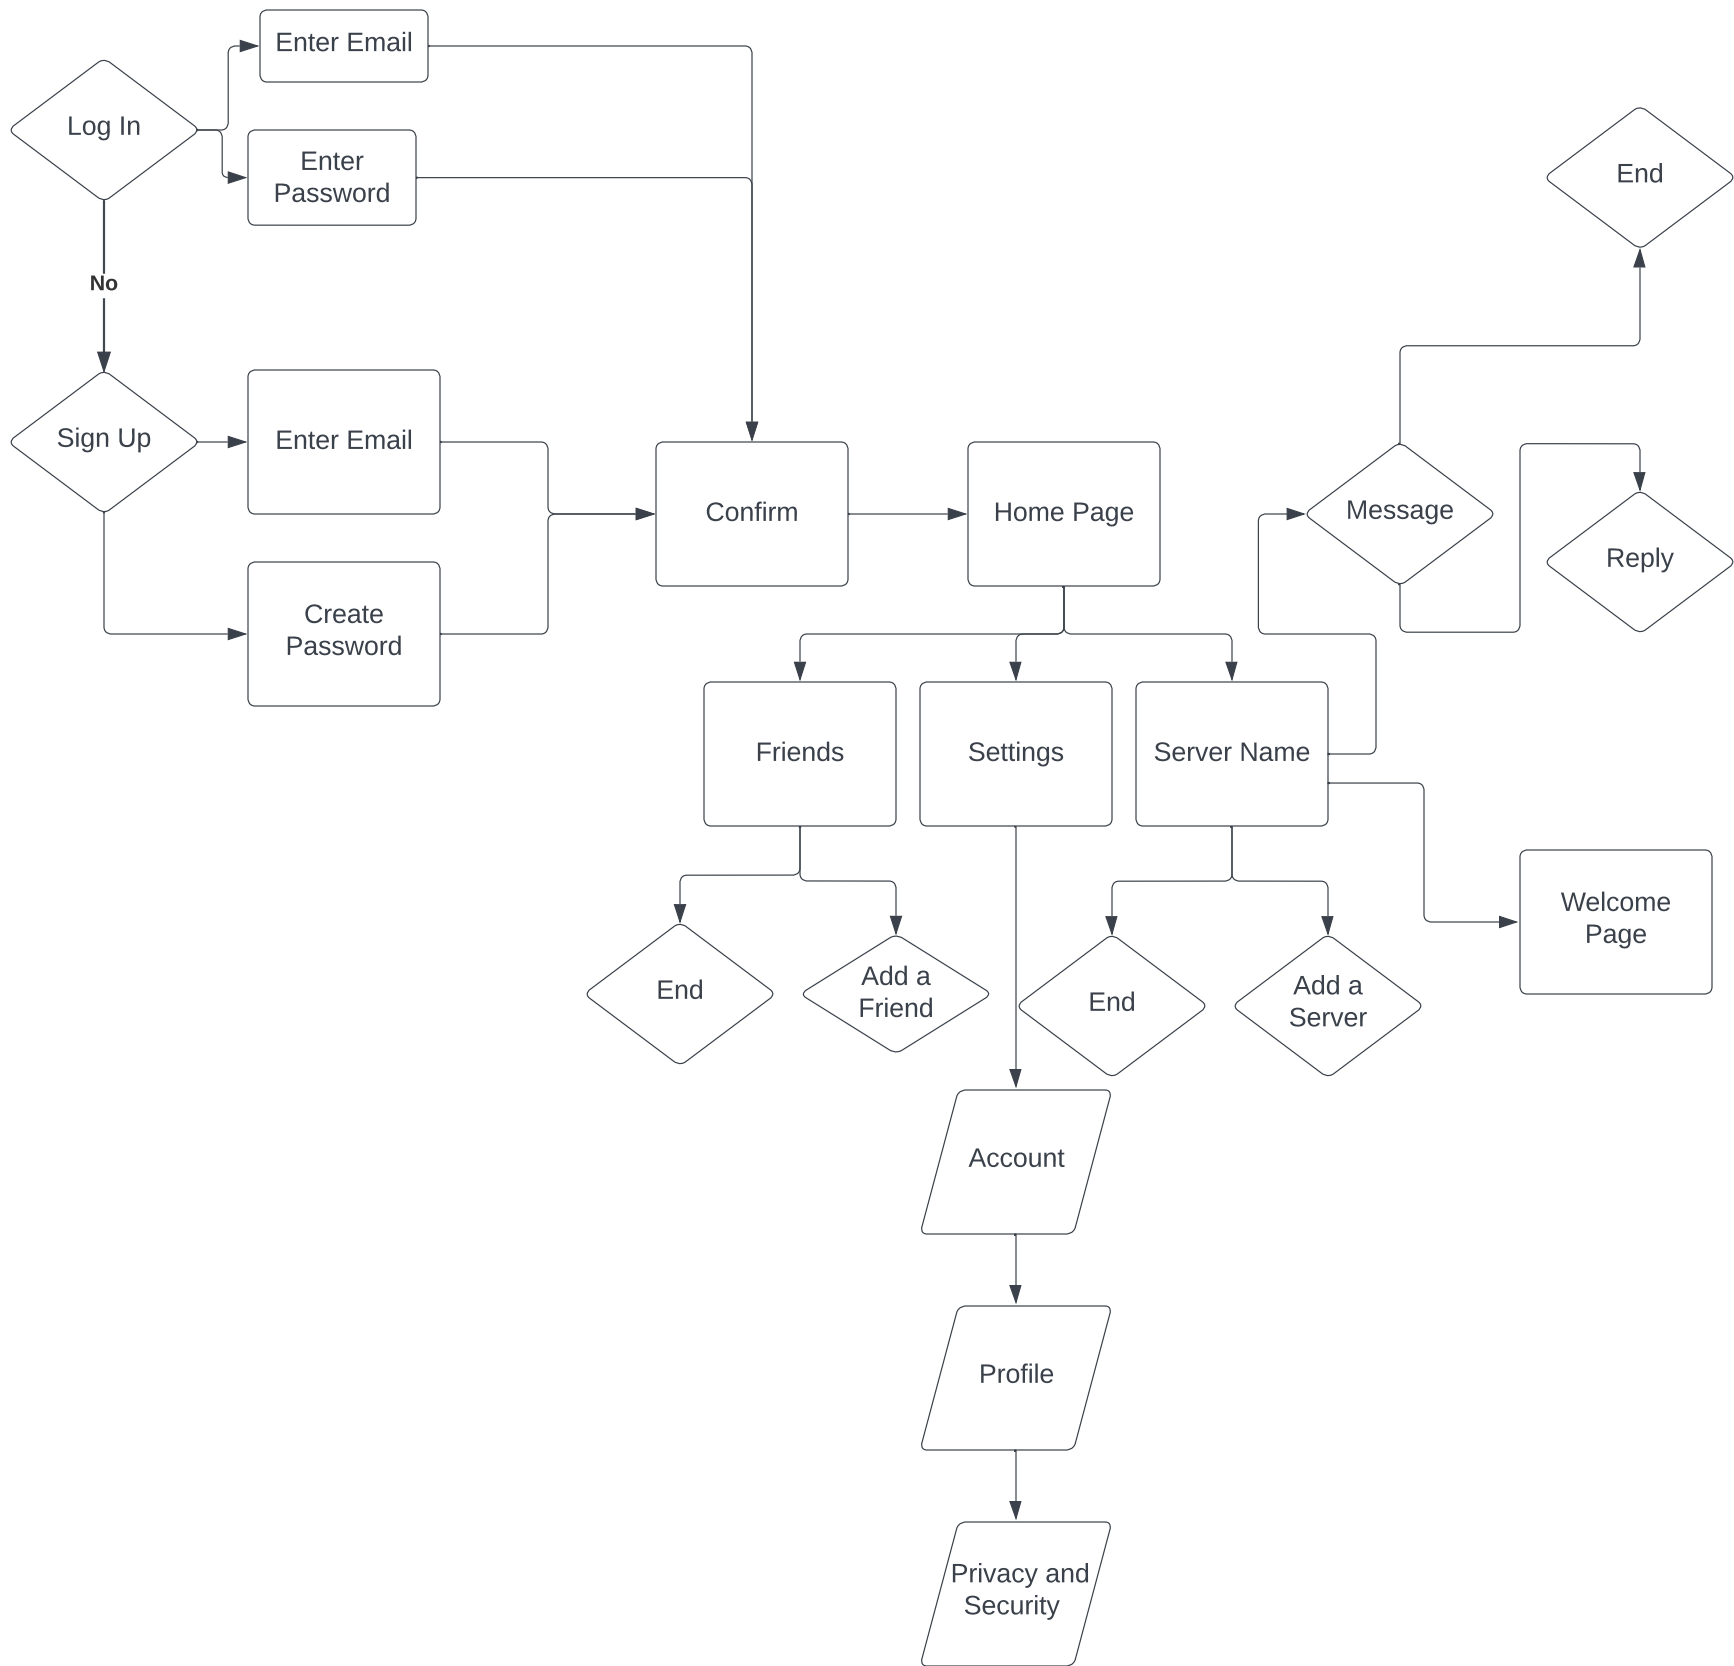 Enter Email
Log In
Enter
Password
End
No
Sign Up
Enter Email
Confirm
Home Page
Message
Reply
Create
Password
Friends
Settings
Server Name
Welcome
Page
End
Add a
Friend
End
Add a
Server
Account
Profile
Privacy and
Security